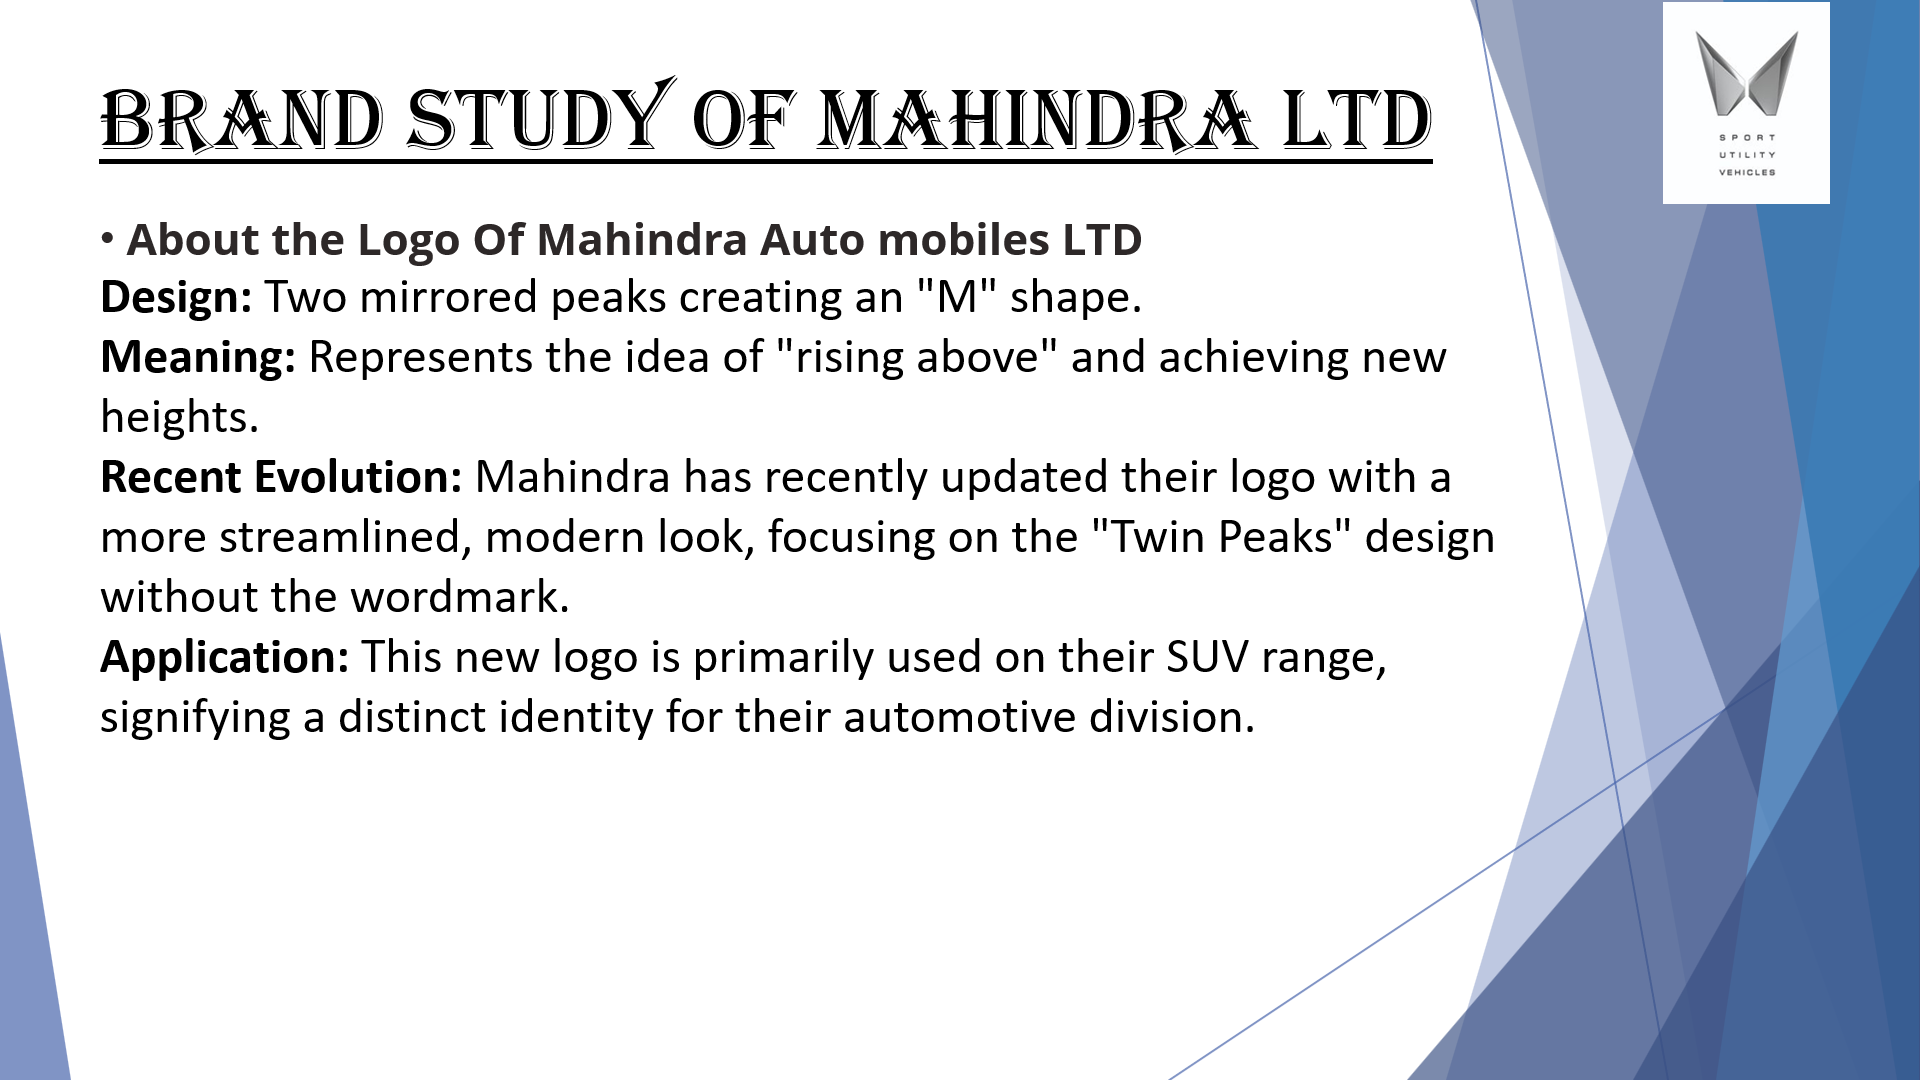 BRAND STUDY OF MAHINDRA LTD
SPORT
UTILITY
VEHICLES
• About the Logo Of Mahindra Auto mobiles LTD
Design: Two mirrored peaks creating an "M" shape.
Meaning: Represents the idea of "rising above" and achieving new
heights.
Recent Evolution: Mahindra has recently updated their logo with a
more streamlined, modern look, focusing on the "Twin Peaks" design
without the wordmark.
Application: This new logo is primarily used on their SUV range,
signifying a distinct identity for their automotive division.